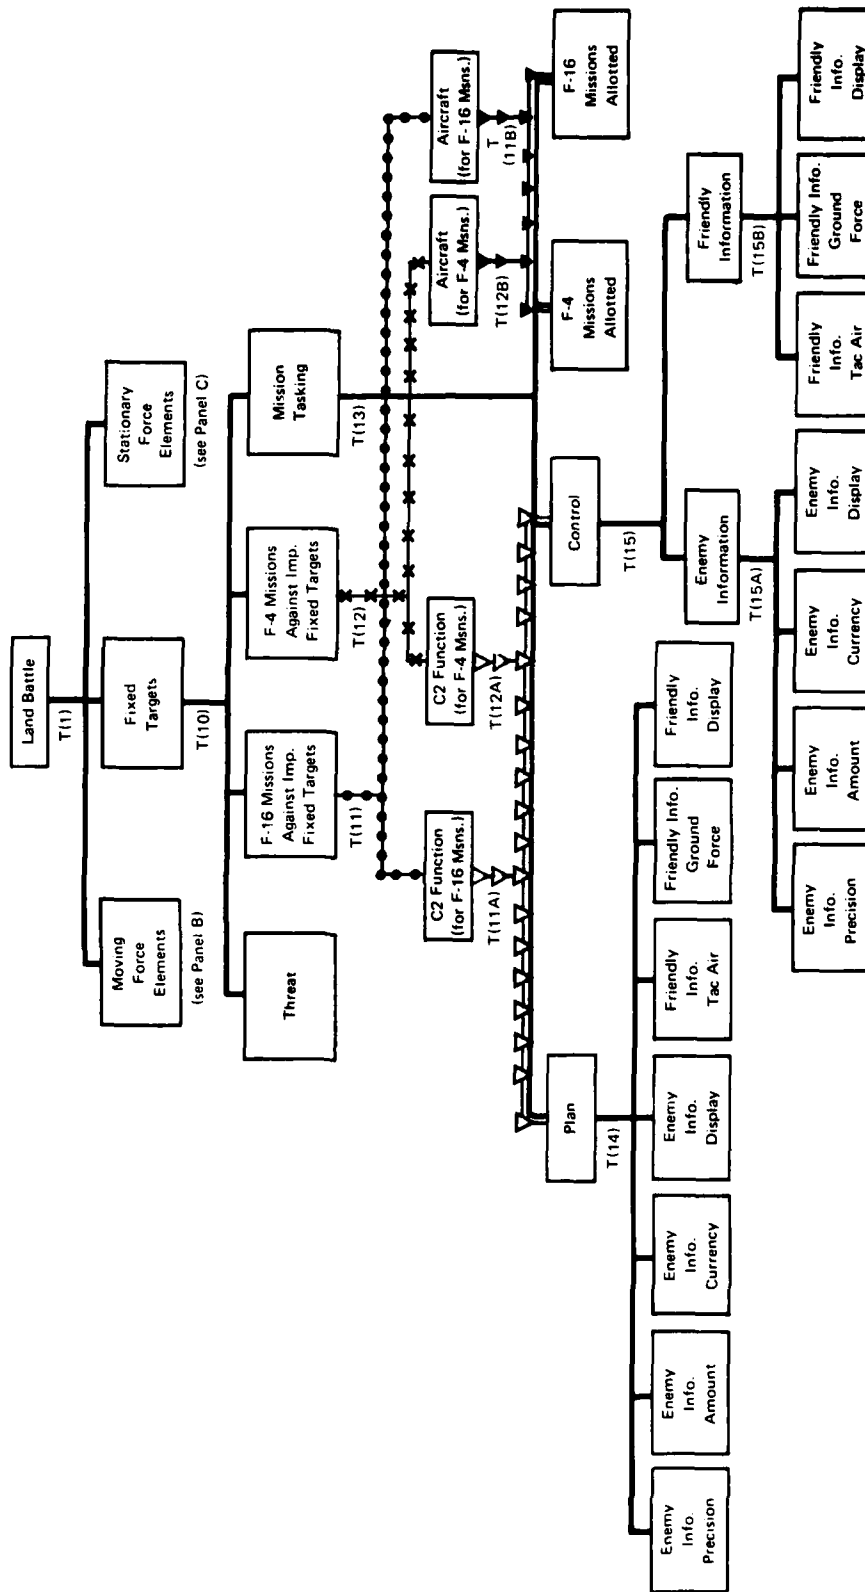 Land Battle
T(1)
Moving
Force
Elements
(see Panel B)
Fixed
Targets
Stationary
Force
Elements
(see Panel C)
T(10)
Threat
F-16 Missions
Against Imp.
Fixed Targets
F-4 Missions
Against Imp.
Fixed Targets
Mission
Tasking
T(11)
T(12)
T(13)
C2 Function
(for F-16 Msns.)
C2 Function
(for F-4 Msns.)
Aircraft
(for F-4 Msns.)
Aircraft
(for F-16 Msns.)
T(11A)
T(12A)
T(12B)
T
(11B)
Plan
Control
F-4
Missions
Allotted
F-16
Missions
Allotted
T(14)
T(15)
Enemy
Info.
Precision
Enemy
Info.
Amount
Enemy
Info.
Currency
Enemy
Info.
Display
Friendly
Info.
Tac Air
Friendly Info.
Ground
Force
Friendly
Info.
Display
Enemy
Information
Friendly
Information
T(15A)
T(15B)
Enemy
Info.
Precision
Enemy
Info.
Amount
Enemy
Info.
Currency
Enemy
Info.
Display
Friendly
Info.
Tac Air
Friendly Info.
Ground
Force
Friendly
Info.
Display